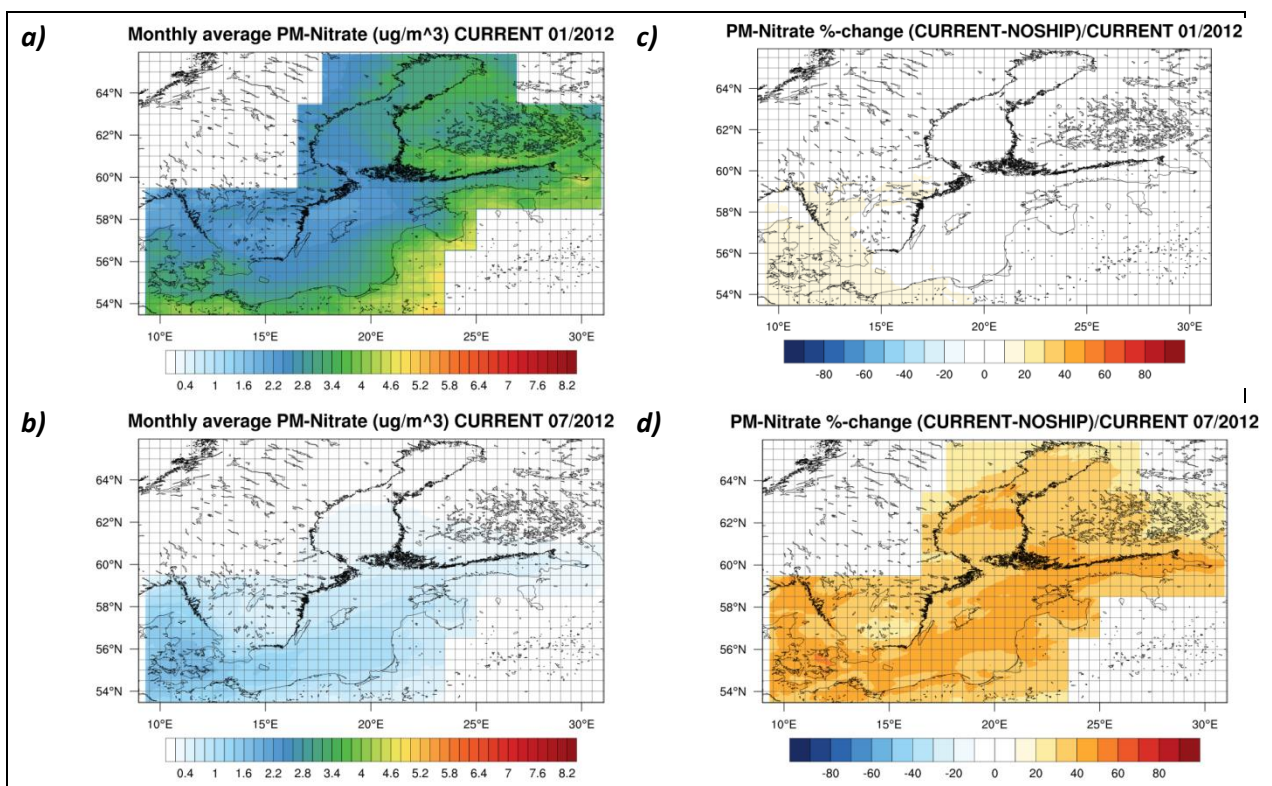 a)
Monthly average PM-Nitrate (ug/m^3) CURRENT 01/2012
64°N
62°N
60°N
58°N
56°N
54°N
10°E 15°E 20°E 25°E 30°E
0.4 1 1.6 2.2 2.8 3.4 4 4.6 5.2 5.8 6.4 7 7.6 8.2
c)
PM-Nitrate %-change (CURRENT-NOSHIP)/CURRENT 01/2012
64°N
62°N
60°N
58°N
56°N
54°N
10°E 15°E 20°E 25°E 30°E
-80 -60 -40 -20 0 20 40 60 80
b)
Monthly average PM-Nitrate (ug/m^3) CURRENT 07/2012
64°N
62°N
60°N
58°N
56°N
54°N
10°E 15°E 20°E 25°E 30°E
0.4 1 1.6 2.2 2.8 3.4 4 4.6 5.2 5.8 6.4 7 7.6 8.2
d)
PM-Nitrate %-change (CURRENT-NOSHIP)/CURRENT 07/2012
64°N
62°N
60°N
58°N
56°N
54°N
10°E 15°E 20°E 25°E 30°E
-80 -60 -40 -20 0 20 40 60 80